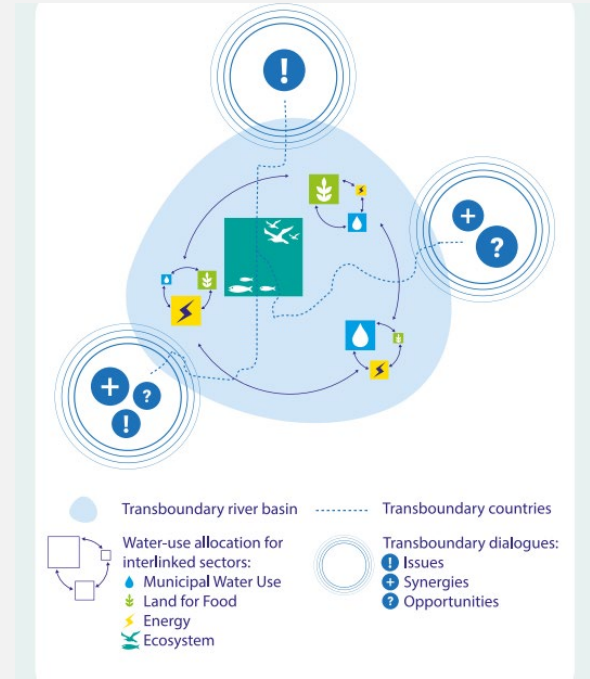 !
+
?
+
?
!
Transboundary river basin
Transboundary countries
Water-use allocation for
interlinked sectors:
Municipal Water Use
Land for Food
Energy
Ecosystem
Transboundary dialogues:
! Issues
+ Synergies
? Opportunities